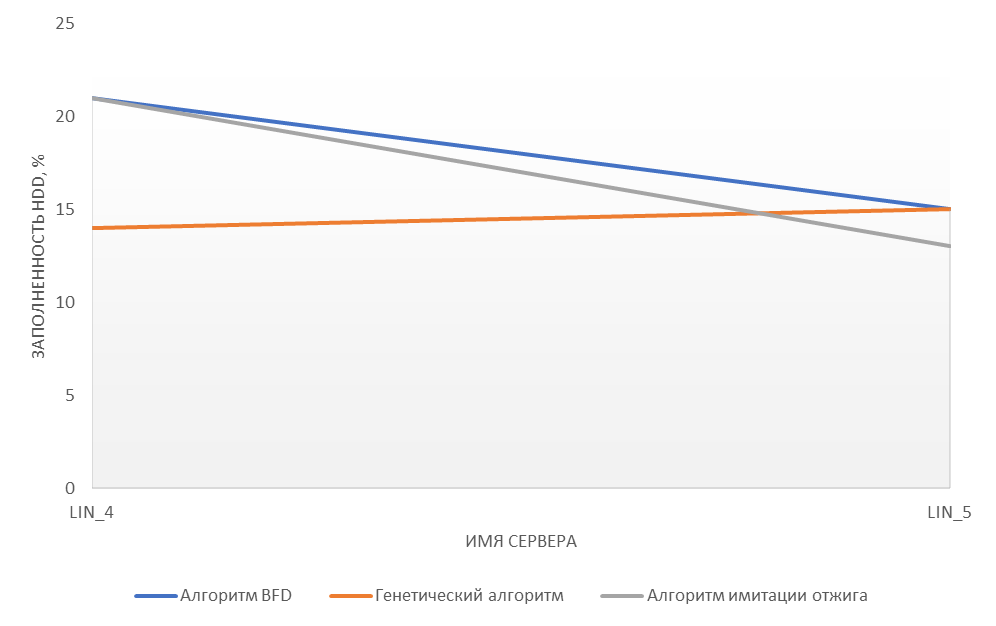 25
20
15
10
5
0
ЗАПОЛНЕННОСТЬ HDD, %
LIN_4
LIN_5
ИМЯ СЕРВЕРА
Алгоритм BFD
Генетический алгоритм
Алгоритм имитации отжига